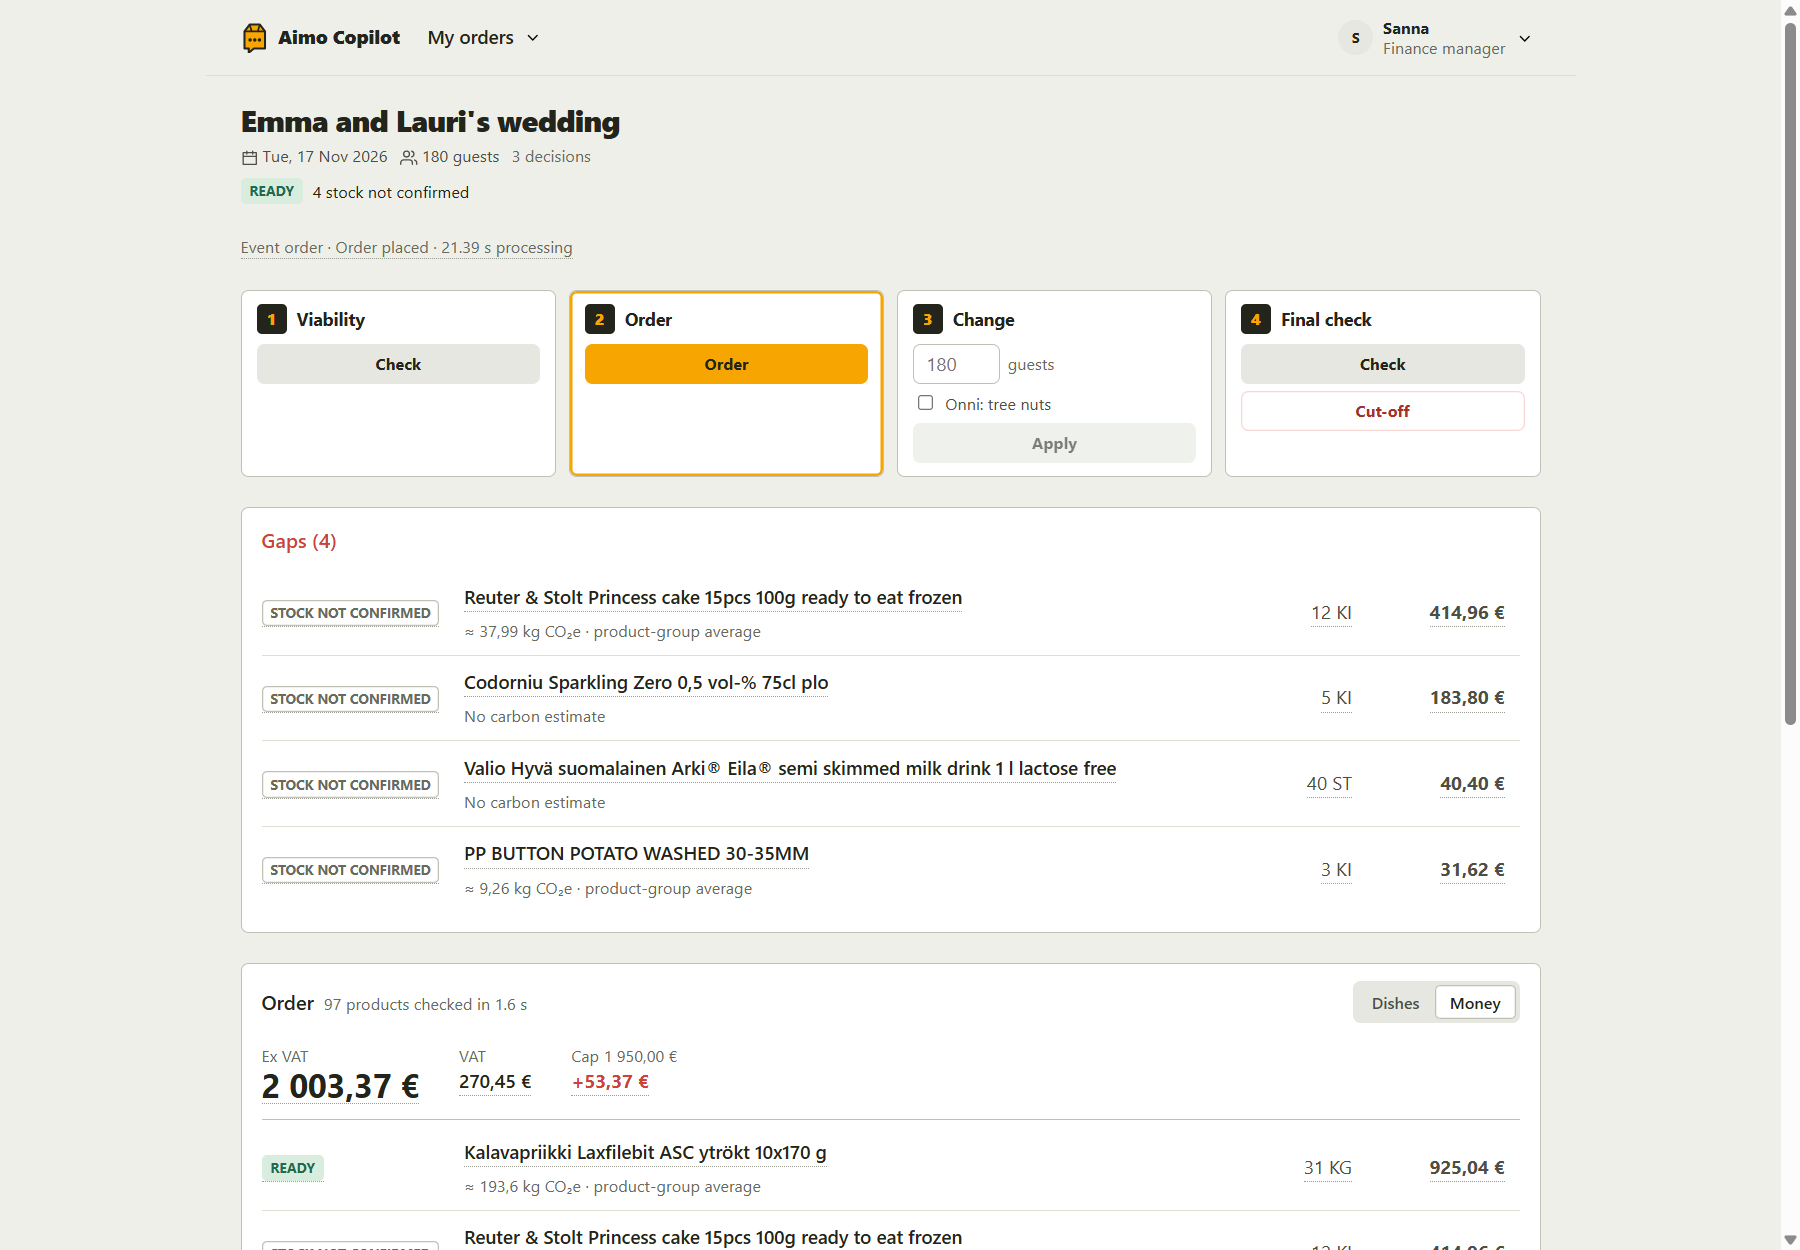 Aimo Copilot
My orders
S
Sanna
Finance manager
Emma and Lauri's wedding
Tue, 17 Nov 2026 180 guests 3 decisions
READY 4 stock not confirmed
Event order · Order placed · 21.39 s processing
1 Viability
Check
2 Order
Order
3 Change
180 guests
Onni: tree nuts
Apply
4 Final check
Check
Cut-off
Gaps (4)
STOCK NOT CONFIRMED
Reuter & Stolt Princess cake 15pcs 100g ready to eat frozen
≈ 37,99 kg CO₂e · product-group average
12 KI
414,96 €
STOCK NOT CONFIRMED
Codorniu Sparkling Zero 0,5 vol-% 75cl plo
No carbon estimate
5 KI
183,80 €
STOCK NOT CONFIRMED
Valio Hyvä suomalainen Arki® Eila® semi skimmed milk drink 1 l lactose free
No carbon estimate
40 ST
40,40 €
STOCK NOT CONFIRMED
PP BUTTON POTATO WASHED 30-35MM
≈ 9,26 kg CO₂e · product-group average
3 KI
31,62 €
Order 97 products checked in 1.6 s
Dishes Money
Ex VAT
2 003,37 €
VAT
270,45 €
Cap 1 950,00 €
+53,37 €
READY
Kalavapriikki Laxfilebit ASC ytrökt 10x170 g
≈ 193,6 kg CO₂e · product-group average
31 KG
925,04 €
STOCK NOT CONFIRMED
Reuter & Stolt Princess cake 15pcs 100g ready to eat frozen
12 KI
414,96 €